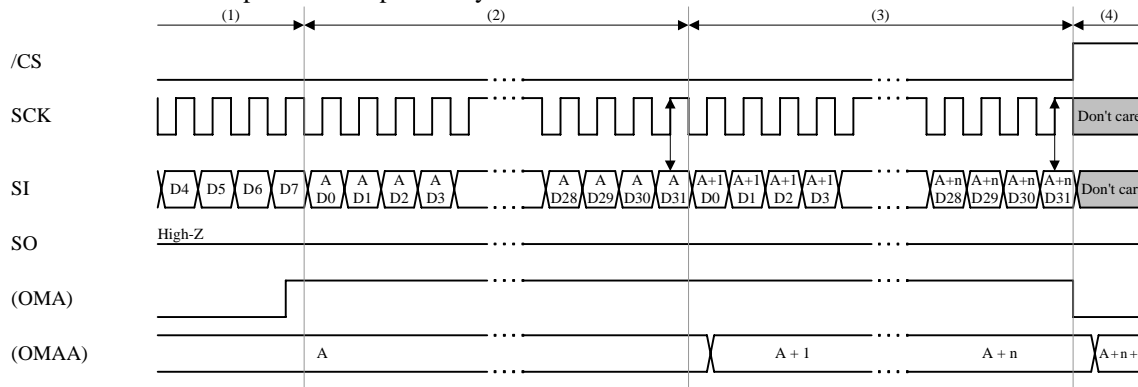 (1) (2) (3) (4)
/CS
SCK Don't care
SI D4 D5 D6 D7 A D0 A D1 A D2 A D3 A D28 A D29 A D30 A D31 A+1 D0 A+1 D1 A+1 D2 A+1 D3 A+n D28 A+n D29 A+n D30 A+n D31 Don't car
SO High-Z
(OMA)
(OMAA) A A + 1 A + n A+n+